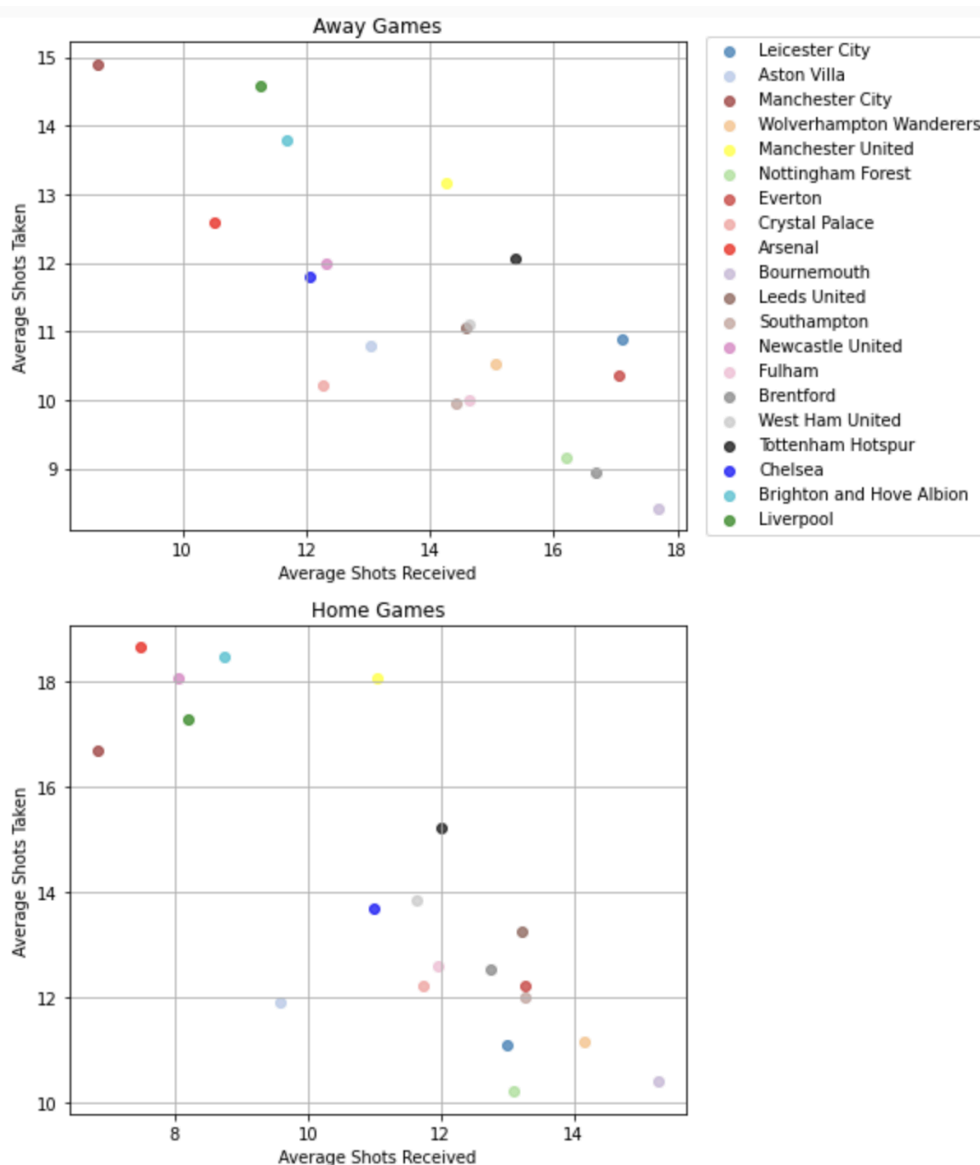 Away Games
15
14
13
12
11
10
9
Average Shots Taken
10 12 14 16 18
Average Shots Received
Leicester City
Aston Villa
Manchester City
Wolverhampton Wanderers
Manchester United
Nottingham Forest
Everton
Crystal Palace
Arsenal
Bournemouth
Leeds United
Southampton
Newcastle United
Fulham
Brentford
West Ham United
Tottenham Hotspur
Chelsea
Brighton and Hove Albion
Liverpool
Home Games
18
16
14
12
10
Average Shots Taken
8 10 12 14
Average Shots Received